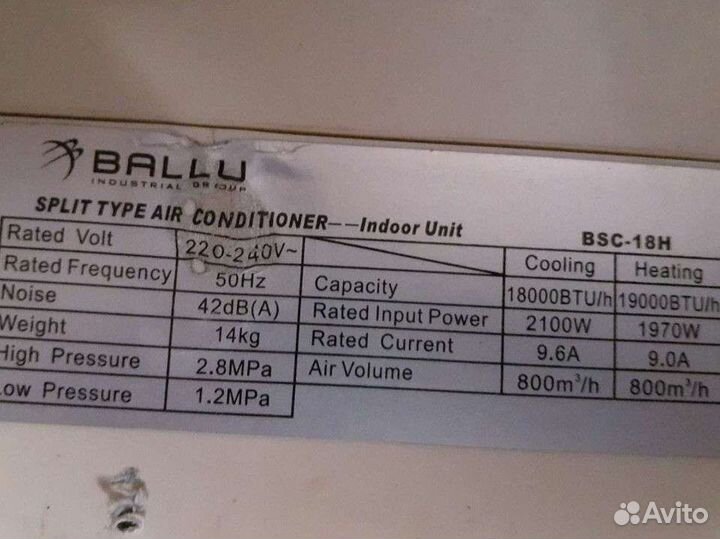 BALLU
INDUSTRIAL GROUP
SPLIT TYPE AIR CONDITIONER——Indoor Unit BSC-18H
Rated Volt 220-240V~ Cooling Heating
Rated Frequency 50Hz Capacity 18000BTU/h 19000BTU/h
Noise 42dB(A) Rated Input Power 2100W 1970W
Weight 14kg Rated Current 9.6A 9.0A
High Pressure 2.8MPa Air Volume 800m³/h 800m³/h
Low Pressure 1.2MPa
Avito